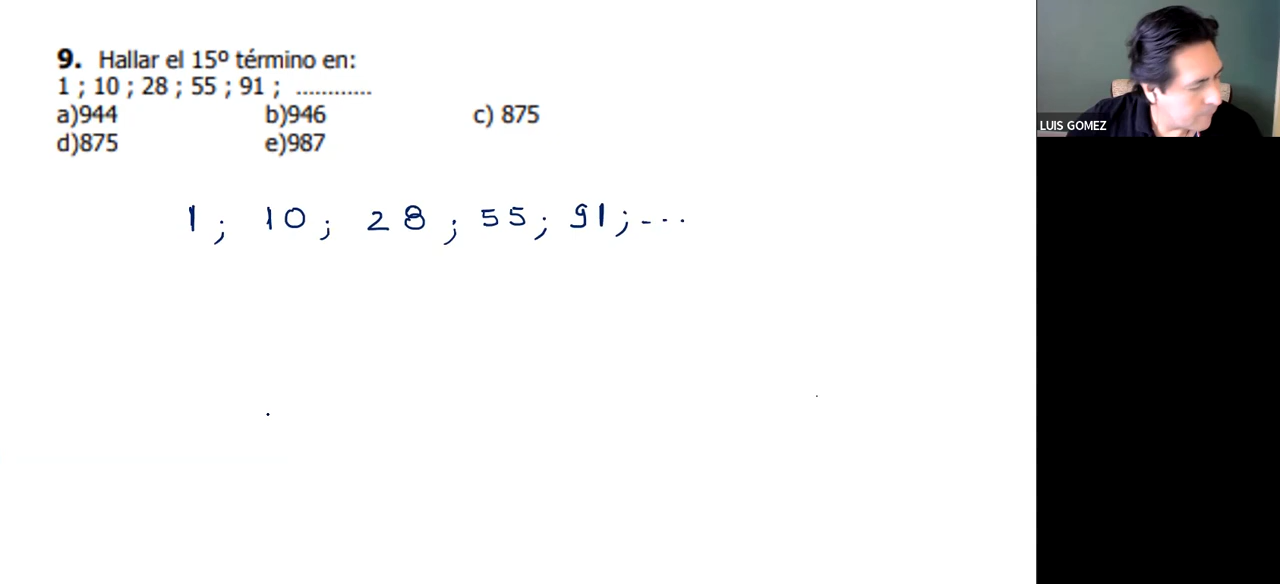 9. Hallar el 15º término en:
1 ; 10 ; 28 ; 55 ; 91 ; ............
a)944 b)946 c) 875
d)875 e)987
1 ; 10 ; 28 ; 55 ; 91 ; - ...
LUIS GOMEZ